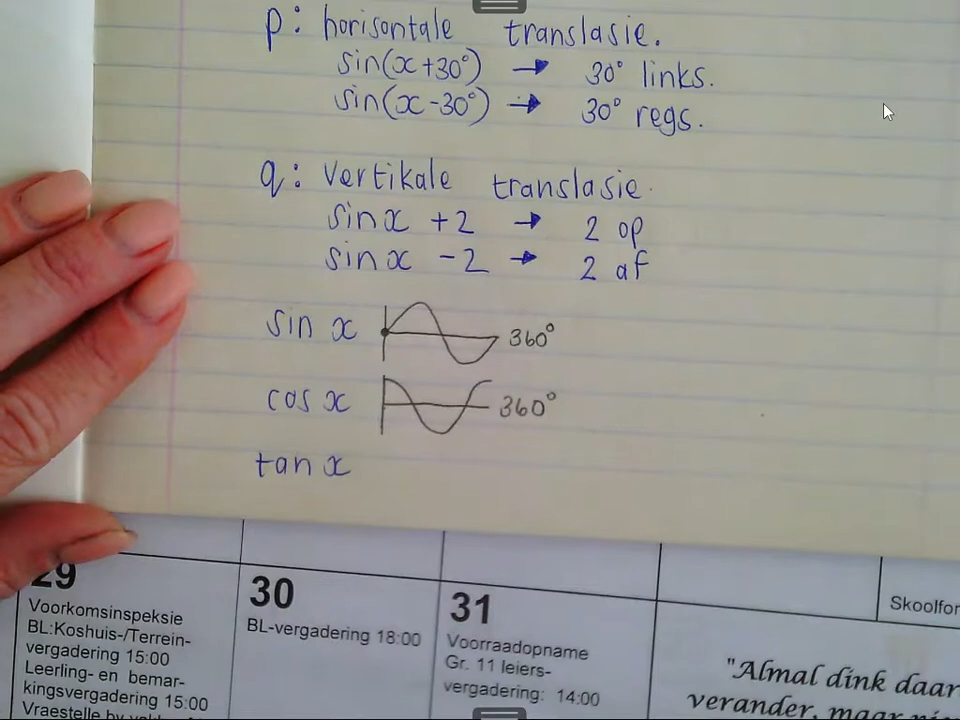 p: horisontale translasie.
sin(x+30°) → 30° links.
sin(x-30°) → 30° regs.
q: vertikale translasie.
sin x +2 → 2 op
sin x -2 → 2 af
sin x 360°
cos x 360°
tan x
29
Voorkomsinspeksie
BL:Koshuis-/Terrein-
vergadering 15:00
Leerling- en bemar-
kingsvergadering 15:00
Vraestelle by
30
BL-vergadering 18:00
31
Voorraadopname
Gr. 11 leiers-
vergadering: 14:00
"Almal dink daar
verander, maar